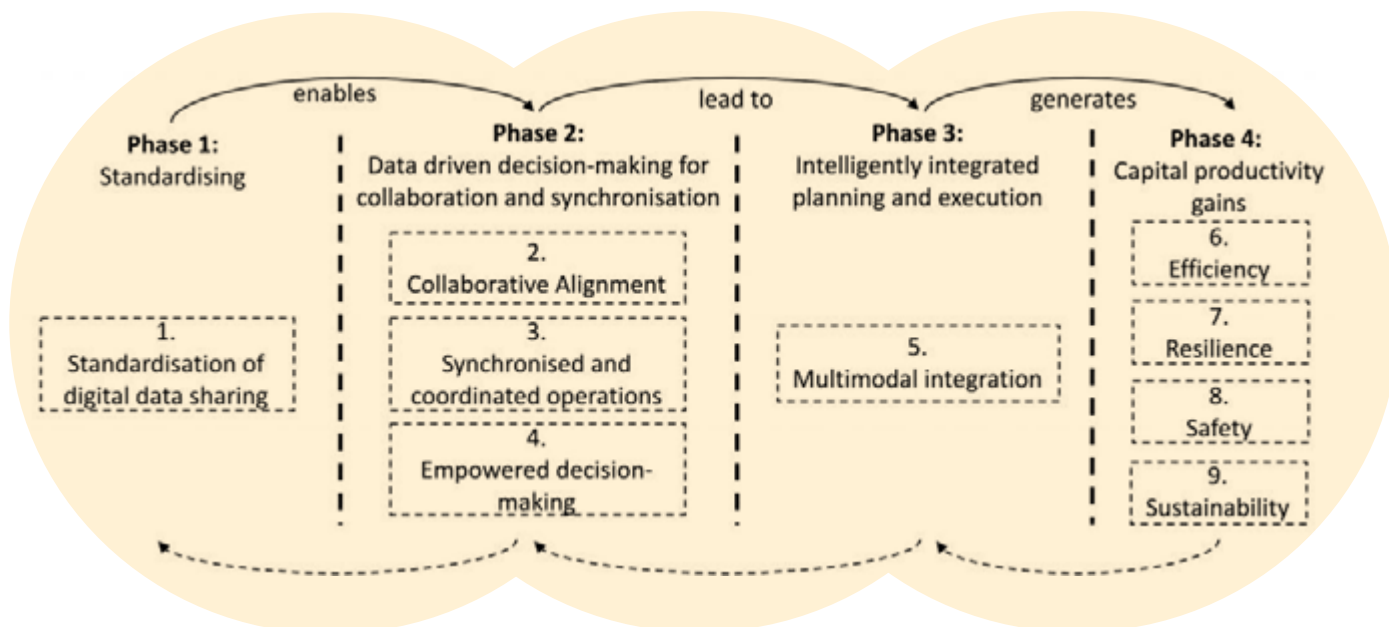 enables
lead to
generates
Phase 1:
Standardising
Phase 2:
Data driven decision-making for
collaboration and synchronisation
Phase 3:
Intelligently integrated
planning and execution
Phase 4:
Capital productivity
gains
1.
Standardisation of
digital data sharing
2.
Collaborative Alignment
3.
Synchronised and
coordinated operations
4.
Empowered decision-
making
5.
Multimodal integration
6.
Efficiency
7.
Resilience
8.
Safety
9.
Sustainability